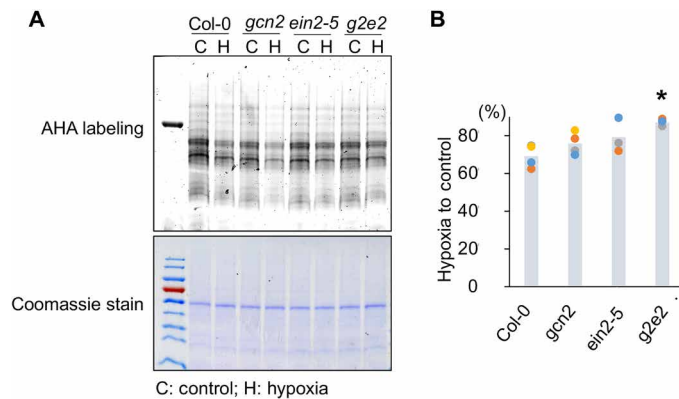 A
Col-0 gcn2 ein2-5 g2e2
C H C H C H C H
AHA labeling
Coomassie stain
C: control; H: hypoxia
B
(%)
*
Hypoxia to control
80
60
40
20
0
Col-0
gcn2
ein2-5
g2e2